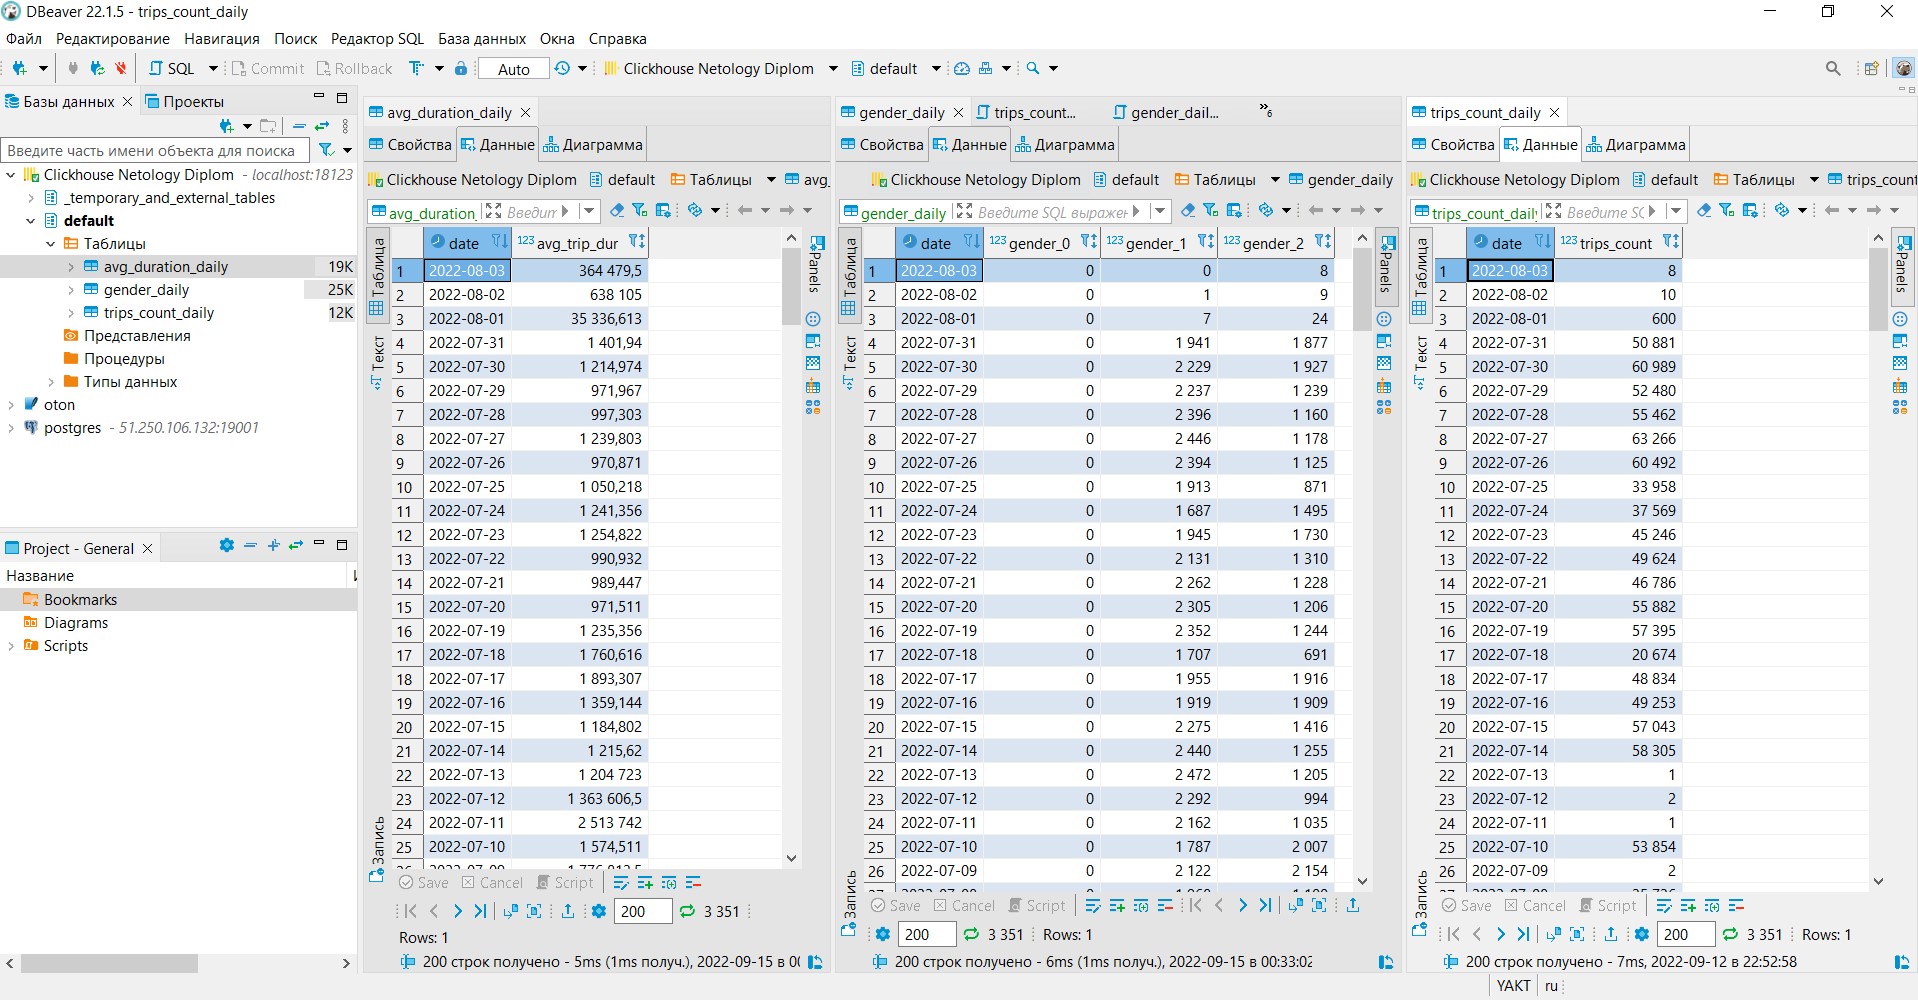 DBeaver 22.1.5 - trips_count_daily
Файл Редактирование Навигация Поиск Редактор SQL База данных Окна Справка
SQL Commit Rollback Auto Clickhouse Netology Diplom default
Базы данных Проекты
Введите часть имени объекта для поиска
Clickhouse Netology Diplom - localhost:18123
_temporary_and_external_tables
default
Таблицы
avg_duration_daily 19K
gender_daily 25K
trips_count_daily 12K
Представления
Процедуры
Типы данных
oton
postgres - 51.250.106.132:19001
Project - General
Название
Bookmarks
Diagrams
Scripts
avg_duration_daily
Свойства Данные Диаграмма
Clickhouse Netology Diplom default Таблицы avg_
avg_duration_ Введит
Таблица
Текст
Запись
Panels
date 123 avg_trip_dur
1 2022-08-03 364 479,5
2 2022-08-02 638 105
3 2022-08-01 35 336,613
4 2022-07-31 1 401,94
5 2022-07-30 1 214,974
6 2022-07-29 971,967
7 2022-07-28 997,303
8 2022-07-27 1 239,803
9 2022-07-26 970,871
10 2022-07-25 1 050,218
11 2022-07-24 1 241,356
12 2022-07-23 1 254,822
13 2022-07-22 990,932
14 2022-07-21 989,447
15 2022-07-20 971,511
16 2022-07-19 1 235,356
17 2022-07-18 1 760,616
18 2022-07-17 1 893,307
19 2022-07-16 1 359,144
20 2022-07-15 1 184,802
21 2022-07-14 1 215,62
22 2022-07-13 1 204 723
23 2022-07-12 1 363 606,5
24 2022-07-11 2 513 742
25 2022-07-10 1 574,511
Save Cancel Script
200 3 351
Rows: 1
200 строк получено - 5ms (1ms получ.), 2022-09-15 в 00
gender_daily trips_count... gender_dail... »6
Свойства Данные Диаграмма
Clickhouse Netology Diplom default Таблицы gender_daily
gender_daily Введите SQL выражен
Таблица
Текст
Запись
Panels
date 123 gender_0 123 gender_1 123 gender_2
1 2022-08-03 0 0 8
2 2022-08-02 0 1 9
3 2022-08-01 0 7 24
4 2022-07-31 0 1 941 1 877
5 2022-07-30 0 2 229 1 927
6 2022-07-29 0 2 237 1 239
7 2022-07-28 0 2 396 1 160
8 2022-07-27 0 2 446 1 178
9 2022-07-26 0 2 394 1 125
10 2022-07-25 0 1 913 871
11 2022-07-24 0 1 687 1 495
12 2022-07-23 0 1 945 1 730
13 2022-07-22 0 2 131 1 310
14 2022-07-21 0 2 262 1 228
15 2022-07-20 0 2 305 1 206
16 2022-07-19 0 2 352 1 244
17 2022-07-18 0 1 707 691
18 2022-07-17 0 1 955 1 916
19 2022-07-16 0 1 919 1 909
20 2022-07-15 0 2 275 1 416
21 2022-07-14 0 2 440 1 255
22 2022-07-13 0 2 472 1 205
23 2022-07-12 0 2 292 994
24 2022-07-11 0 2 162 1 035
25 2022-07-10 0 1 787 2 007
26 2022-07-09 0 2 122 2 154
Save Cancel Script
200 3 351 Rows: 1
200 строк получено - 6ms (1ms получ.), 2022-09-15 в 00:33:02
trips_count_daily
Свойства Данные Диаграмма
Clickhouse Netology Diplom default Таблицы trips_count
trips_count_daily Введите SQ
Таблица
Текст
Запись
Panels
date 123 trips_count
1 2022-08-03 8
2 2022-08-02 10
3 2022-08-01 600
4 2022-07-31 50 881
5 2022-07-30 60 989
6 2022-07-29 52 480
7 2022-07-28 55 462
8 2022-07-27 63 266
9 2022-07-26 60 492
10 2022-07-25 33 958
11 2022-07-24 37 569
12 2022-07-23 45 246
13 2022-07-22 49 624
14 2022-07-21 46 786
15 2022-07-20 55 882
16 2022-07-19 57 395
17 2022-07-18 20 674
18 2022-07-17 48 834
19 2022-07-16 49 253
20 2022-07-15 57 043
21 2022-07-14 58 305
22 2022-07-13 1
23 2022-07-12 2
24 2022-07-11 1
25 2022-07-10 53 854
26 2022-07-09 2
Save Cancel Script
200 3 351 Rows: 1
200 строк получено - 7ms, 2022-09-12 в 22:52:58
YAKT ru